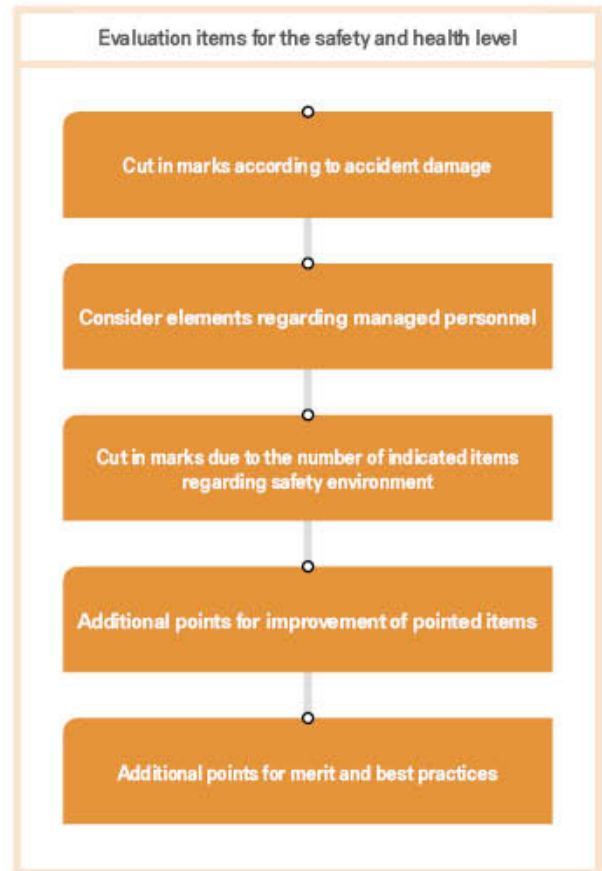 Evaluation items for the safety and health level
Cut in marks according to accident damage
Consider elements regarding managed personnel
Cut in marks due to the number of indicated items
regarding safety environment
Additional points for improvement of pointed items
Additional points for merit and best practices